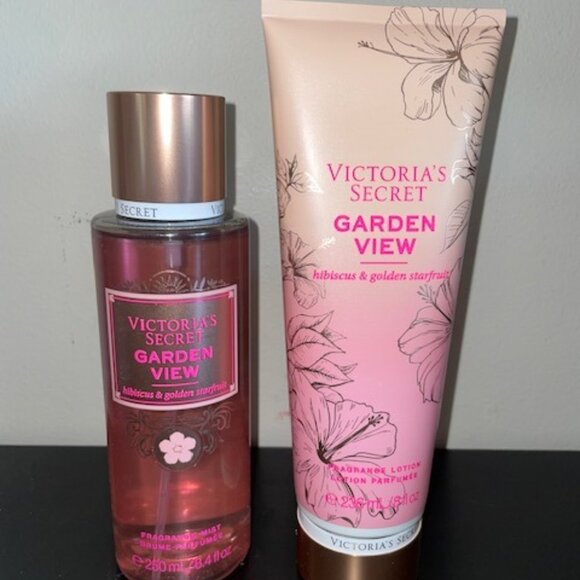 SECRET
VICTORIA'S
SECRET
GARDEN
VIEW
hibiscus & golden starfruit
FRAGRANCE MIST
BRUME PARFUMÉE
e 250 ml/8.4 fl oz
VICTORIA'S
SECRET
GARDEN
VIEW
hibiscus & golden starfruit
FRAGRANCE LOTION
LOTION PARFUMÉE
e 236 ml/8 fl oz
VICTORIA'S SECRET